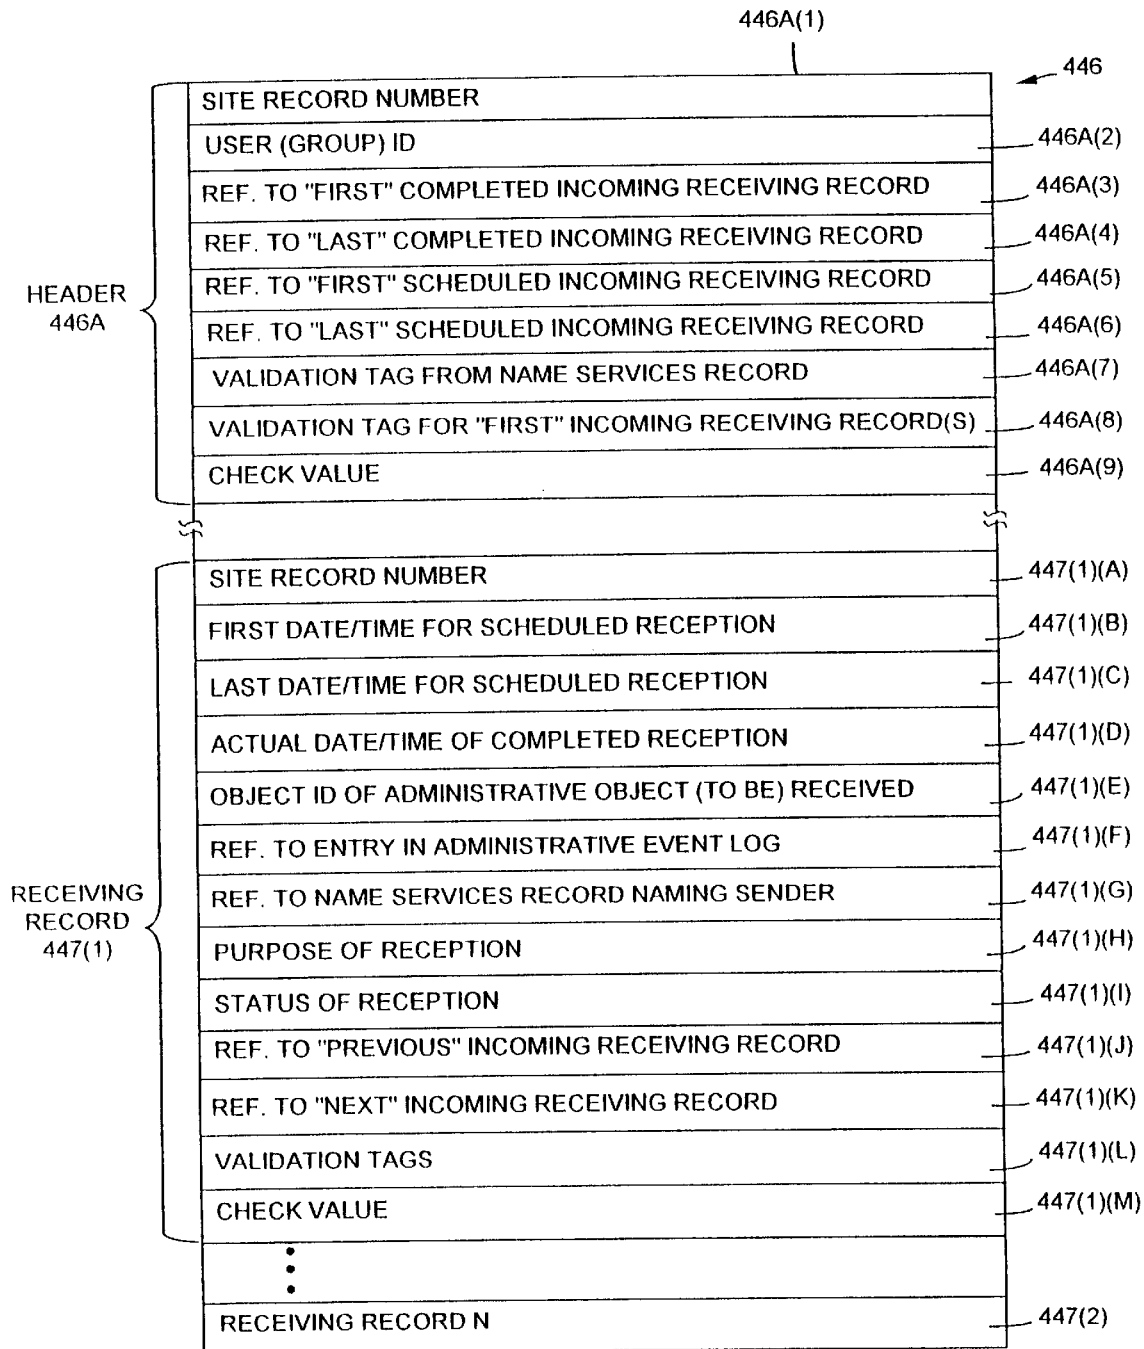 446A(1)
446
SITE RECORD NUMBER
USER (GROUP) ID
446A(2)
REF. TO "FIRST" COMPLETED INCOMING RECEIVING RECORD
446A(3)
REF. TO "LAST" COMPLETED INCOMING RECEIVING RECORD
446A(4)
REF. TO "FIRST" SCHEDULED INCOMING RECEIVING RECORD
446A(5)
HEADER
446A
REF. TO "LAST" SCHEDULED INCOMING RECEIVING RECORD
446A(6)
VALIDATION TAG FROM NAME SERVICES RECORD
446A(7)
VALIDATION TAG FOR "FIRST" INCOMING RECEIVING RECORD(S)
446A(8)
CHECK VALUE
446A(9)
SITE RECORD NUMBER
447(1)(A)
FIRST DATE/TIME FOR SCHEDULED RECEPTION
447(1)(B)
LAST DATE/TIME FOR SCHEDULED RECEPTION
447(1)(C)
ACTUAL DATE/TIME OF COMPLETED RECEPTION
447(1)(D)
OBJECT ID OF ADMINISTRATIVE OBJECT (TO BE) RECEIVED
447(1)(E)
REF. TO ENTRY IN ADMINISTRATIVE EVENT LOG
447(1)(F)
RECEIVING
RECORD
447(1)
REF. TO NAME SERVICES RECORD NAMING SENDER
447(1)(G)
PURPOSE OF RECEPTION
447(1)(H)
STATUS OF RECEPTION
447(1)(I)
REF. TO "PREVIOUS" INCOMING RECEIVING RECORD
447(1)(J)
REF. TO "NEXT" INCOMING RECEIVING RECORD
447(1)(K)
VALIDATION TAGS
447(1)(L)
CHECK VALUE
447(1)(M)
RECEIVING RECORD N
447(2)